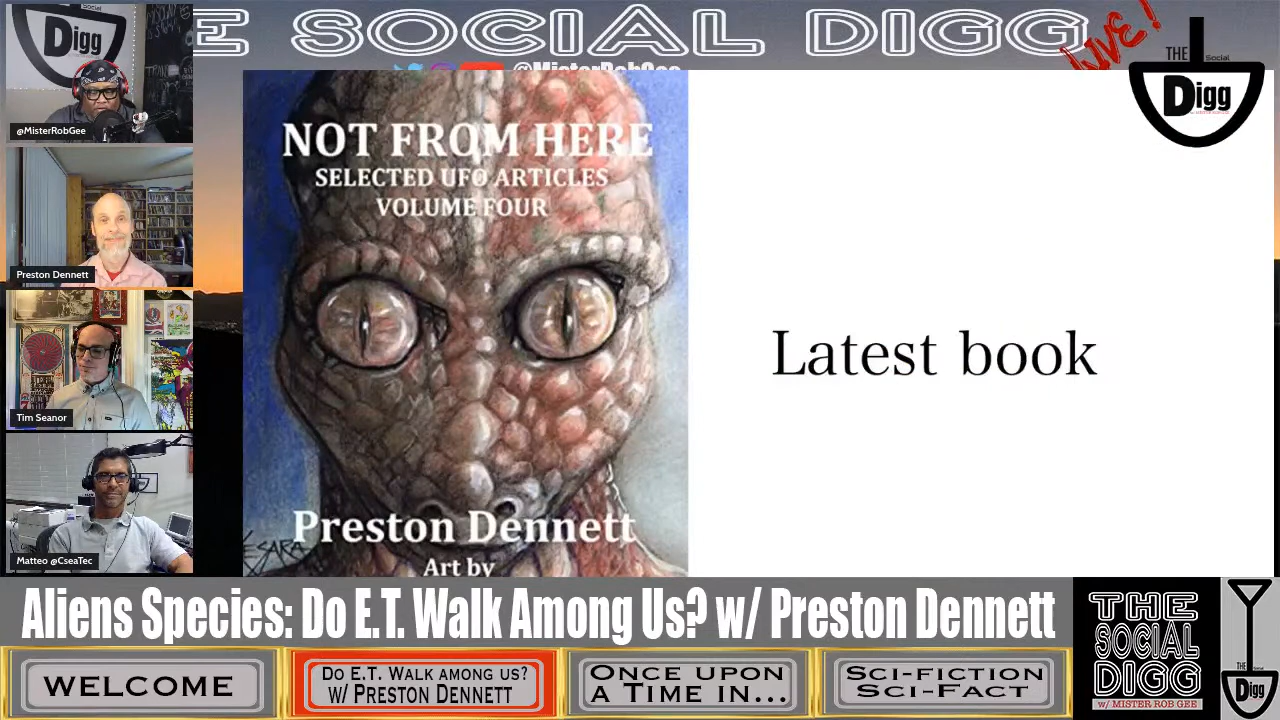 E SOCIAL DIGG
LIVE!
@MisterRobGee
THE Social
Digg
Digg
@MisterRobGee
Preston Dennett
Tim Seanor
Matteo @CseaTec
NOT FROM HERE
SELECTED UFO ARTICLES
VOLUME FOUR
Preston Dennett
Art by
Latest book
Aliens Species: Do E.T. Walk Among Us? w/ Preston Dennett
WELCOME
Do E.T. Walk among us?
w/ Preston Dennett
Once upon
a Time in...
Sci-fiction
Sci-Fact
THE
SOCIAL
DIGG
w/ MISTER ROB GEE
THE
Digg